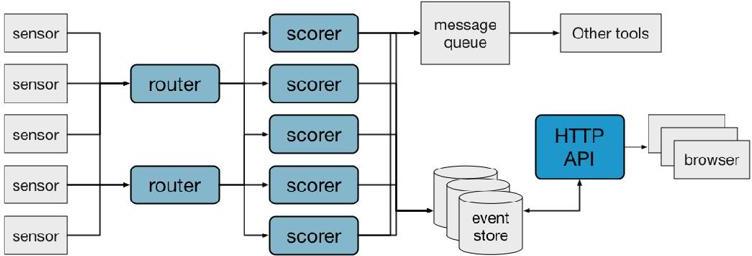 sensor
sensor
sensor
sensor
sensor
router
router
scorer
scorer
scorer
scorer
scorer
message
queue
Other tools
HTTP
API
browser
event
store